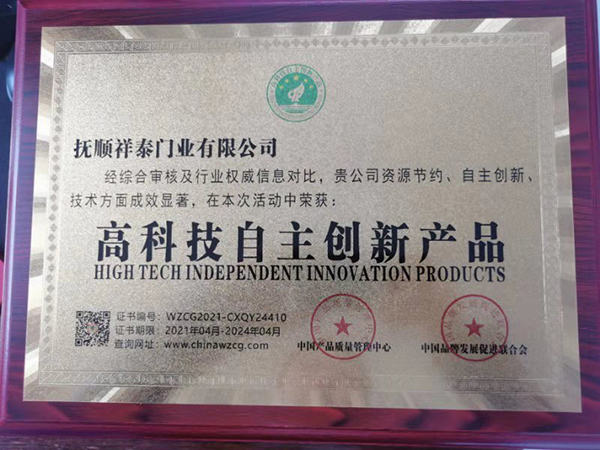 抚顺祥泰门业有限公司
经综合审核及行业权威信息对比，贵公司资源节约、自主创新、
技术方面成效显著，在本次活动中荣获：
高科技自主创新产品
HIGH TECH INDEPENDENT INNOVATION PRODUCTS
证书编号：WZCG2021-CXQY24410
证书期限：2021年04月-2024年04月
查询网址：www.chinawzcg.com
中国产品质量管理中心
中国品牌发展促进联合会